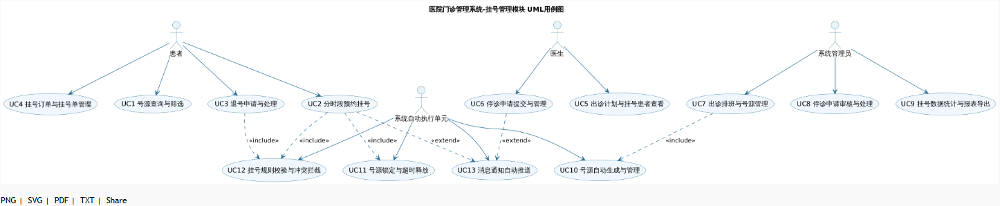 医院门诊管理系统-挂号管理模块 UML用例图
患者
医生
系统管理员
UC4 挂号订单与挂号单管理
UC1 号源查询与筛选
UC3 退号申请与处理
UC2 分时段预约挂号
UC6 停诊申请提交与管理
UC5 出诊计划与挂号患者查看
UC7 出诊排班与号源管理
UC8 停诊申请审核与处理
UC9 挂号数据统计与报表导出
系统自动执行单元
«include»
«include»
«include»
«extend»
«extend»
«include»
UC12 挂号规则校验与冲突拦截
UC11 号源锁定与超时释放
UC13 消息通知自动推送
UC10 号源自动生成与管理
PNG | SVG | PDF | TXT | Share